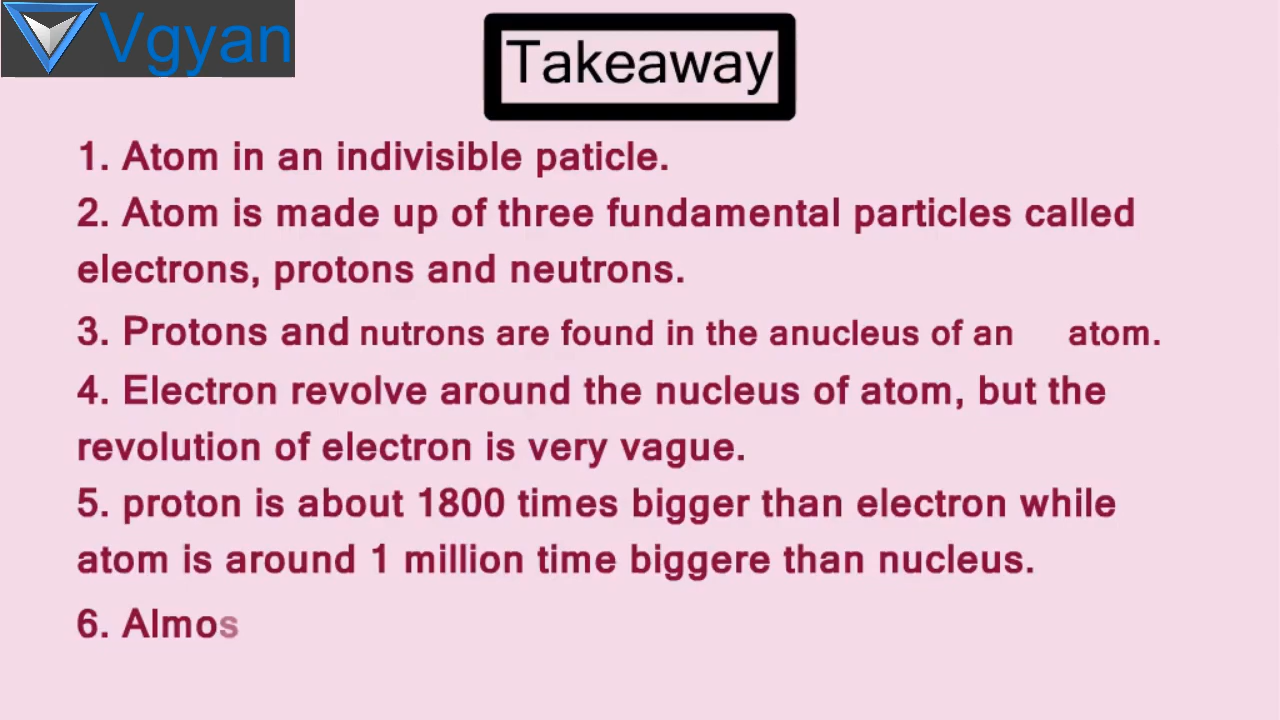 Vgyan
Takeaway
1. Atom in an indivisible paticle.
2. Atom is made up of three fundamental particles called
electrons, protons and neutrons.
3. Protons and nutrons are found in the anucleus of an atom.
4. Electron revolve around the nucleus of atom, but the
revolution of electron is very vague.
5. proton is about 1800 times bigger than electron while
atom is around 1 million time biggere than nucleus.
6. Almos